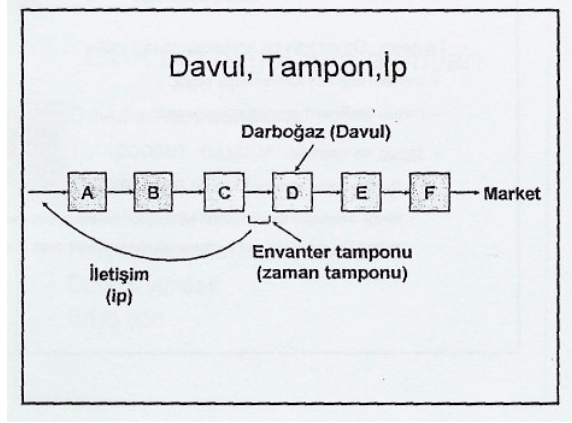 Davul, Tampon,İp
Darboğaz (Davul)
A B C D E F Market
Envanter tamponu
(zaman tamponu)
İletişim
(ip)